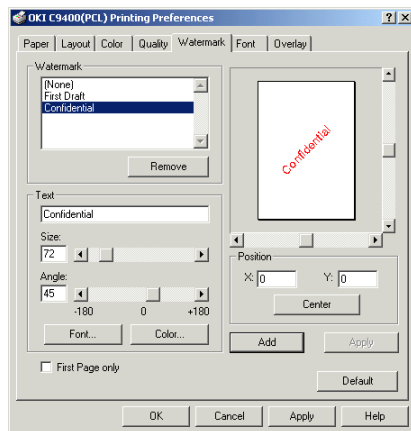 OKI C9400(PCL) Printing Preferences
Paper Layout Color Quality Watermark Font Overlay
Watermark
(None)
First Draft
Confidential
Remove
Confidential
Text
Confidential
Size:
72
Angle:
45
-180 0 +180
Font... Color...
First Page only
Position
X: 0 Y: 0
Center
Add Apply
Default
OK Cancel Apply Help